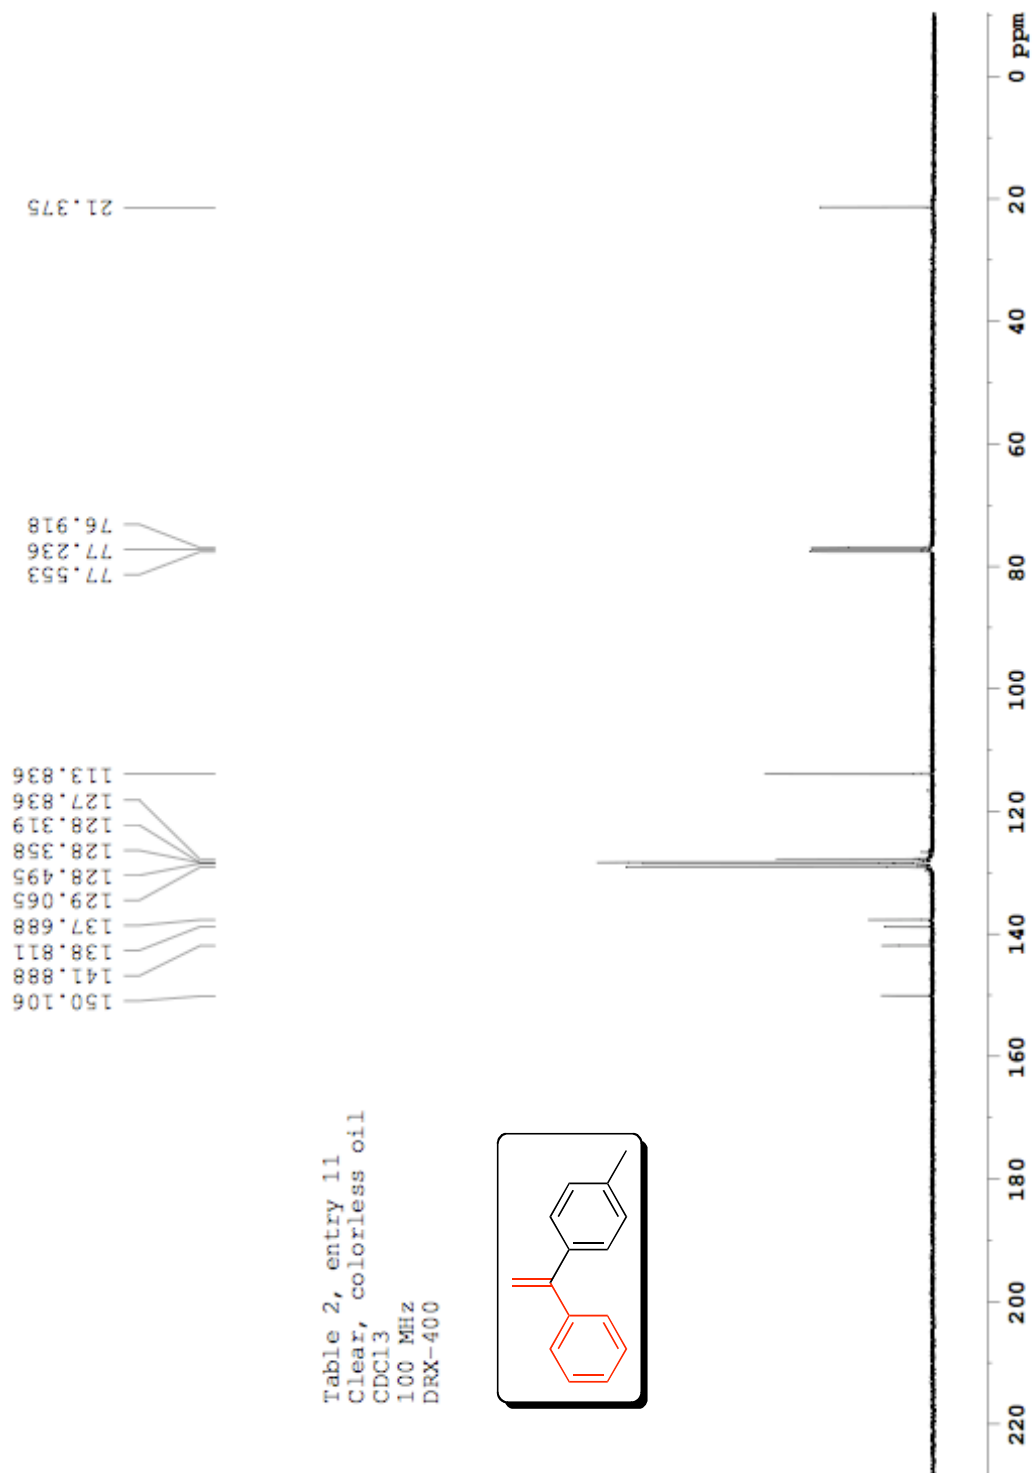 150.106
141.888
138.811
137.688
129.065
128.495
128.358
128.319
127.836
113.836
77.553
77.236
76.918
21.375
Table 2, entry 11
Clear, colorless oil
CDCl3
100 MHz
DRX-400
220 200 180 160 140 120 100 80 60 40 20 0 ppm